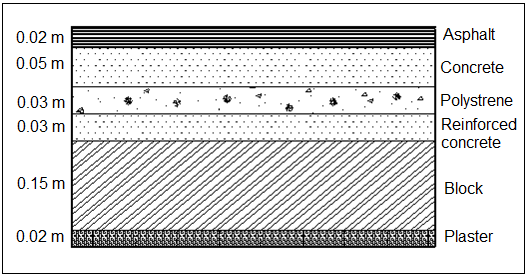 0.02 m Asphalt
0.05 m Concrete
0.03 m Polystrene
0.03 m Reinforced
concrete
0.15 m Block
0.02 m Plaster